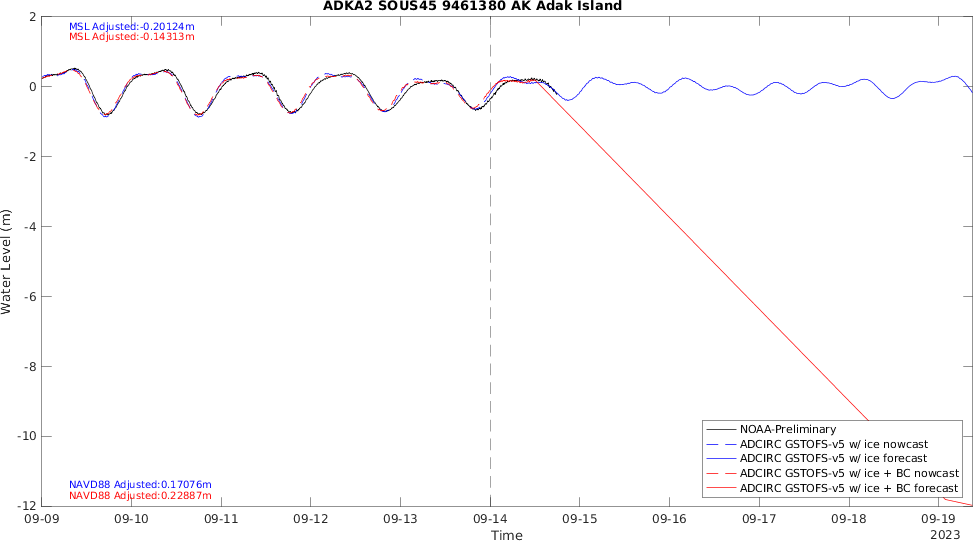 ADKA2 SOUS45 9461380 AK Adak Island
MSL Adjusted:-0.20124m
MSL Adjusted:-0.14313m
2
0
-2
-4
-6
-8
-10
-12
Water Level (m)
NAVD88 Adjusted:0.17076m
NAVD88 Adjusted:0.22887m
NOAA-Preliminary
ADCIRC GSTOFS-v5 w/ ice nowcast
ADCIRC GSTOFS-v5 w/ ice forecast
ADCIRC GSTOFS-v5 w/ ice + BC nowcast
ADCIRC GSTOFS-v5 w/ ice + BC forecast
09-09 09-10 09-11 09-12 09-13 09-14 09-15 09-16 09-17 09-18 09-19
2023
Time